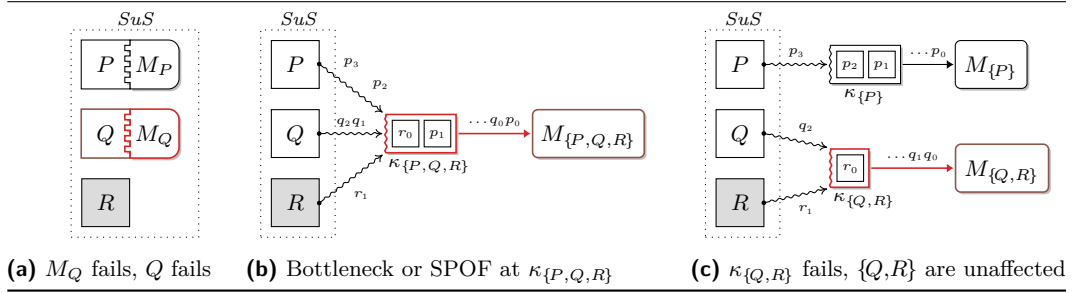 SuS
P M_P
Q M_Q
R
(a) M_Q fails, Q fails
SuS
P
p_3
p_2
Q
q_2 q_1
r_0 p_1
κ_{P,Q,R}
… q_0 p_0
M_{P,Q,R}
R
r_1
(b) Bottleneck or SPOF at κ_{P,Q,R}
SuS
P
p_3
p_2 p_1
κ_{P}
… p_0
M_{P}
Q
q_2
r_0
κ_{Q,R}
… q_1 q_0
M_{Q,R}
R
r_1
(c) κ_{Q,R} fails, {Q,R} are unaffected